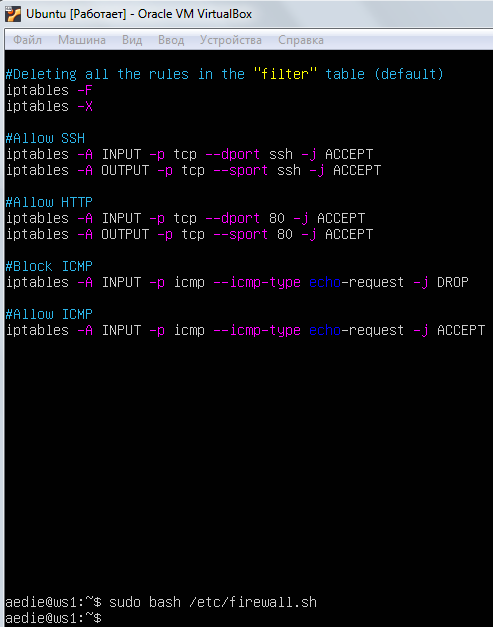 Ubuntu [Работает] - Oracle VM VirtualBox
Файл Машина Вид Ввод Устройства Справка
#Deleting all the rules in the "filter" table (default)
iptables -F
iptables -X
#Allow SSH
iptables -A INPUT -p tcp --dport ssh -j ACCEPT
iptables -A OUTPUT -p tcp --sport ssh -j ACCEPT
#Allow HTTP
iptables -A INPUT -p tcp --dport 80 -j ACCEPT
iptables -A OUTPUT -p tcp --sport 80 -j ACCEPT
#Block ICMP
iptables -A INPUT -p icmp --icmp-type echo-request -j DROP
#Allow ICMP
iptables -A INPUT -p icmp --icmp-type echo-request -j ACCEPT
aedie@ws1:~$ sudo bash /etc/firewall.sh
aedie@ws1:~$